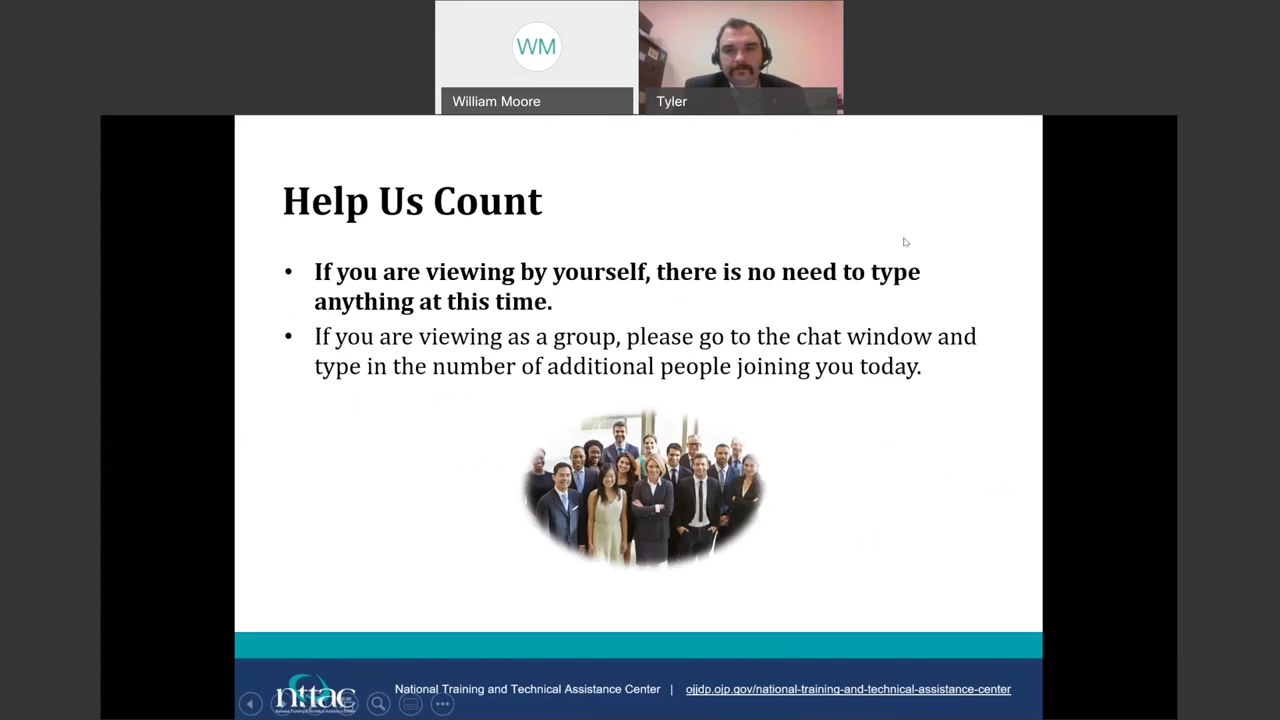 WM
William Moore
Tyler
Help Us Count
• If you are viewing by yourself, there is no need to type
anything at this time.
• If you are viewing as a group, please go to the chat window and
type in the number of additional people joining you today.
nttac
National Training and Technical Assistance Center | ojjdp.ojp.gov/national-training-and-technical-assistance-center